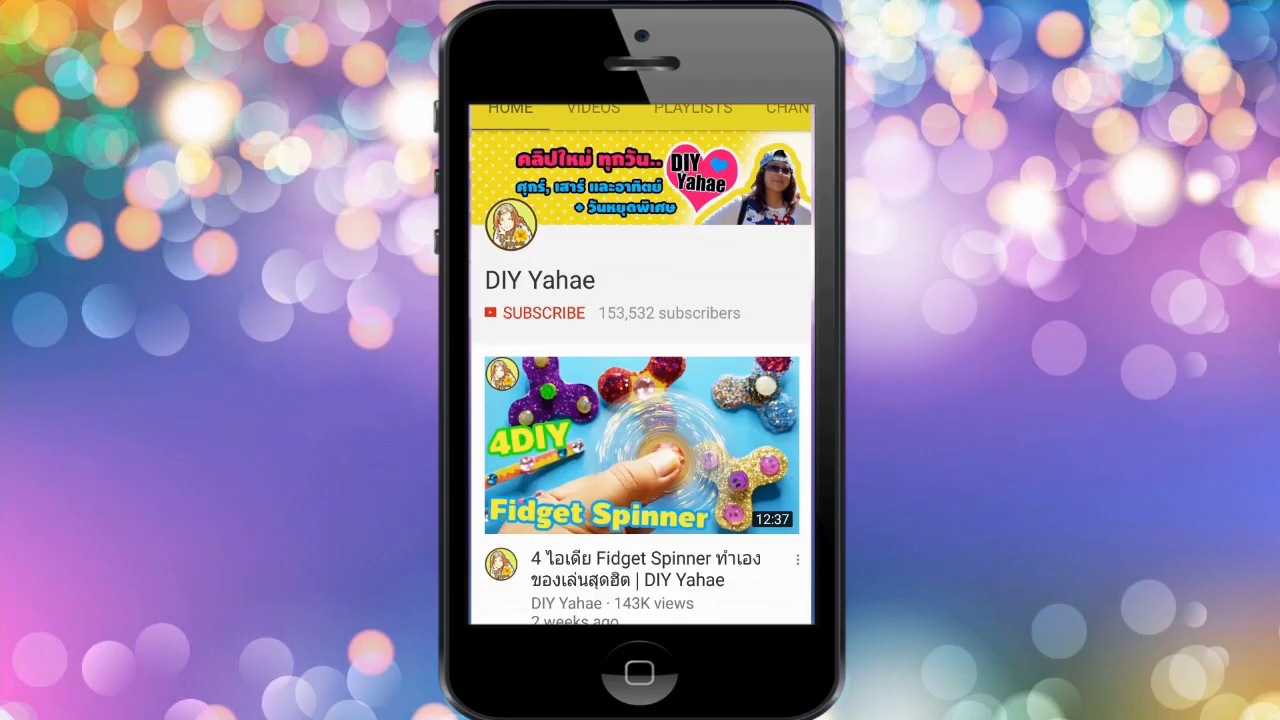 HOME VIDEOS PLAYLISTS CHAN
คลิปใหม่ ทุกวัน..
ศุกร์, เสาร์ และอาทิตย์
+ วันหยุดพิเศษ
DIY
Yahae
DIY Yahae
SUBSCRIBE 153,532 subscribers
4DIY
Fidget Spinner
12:37
4 ไอเดีย Fidget Spinner ทำเอง
ของเล่นสุดฮิต | DIY Yahae
DIY Yahae · 143K views
2 weeks ago